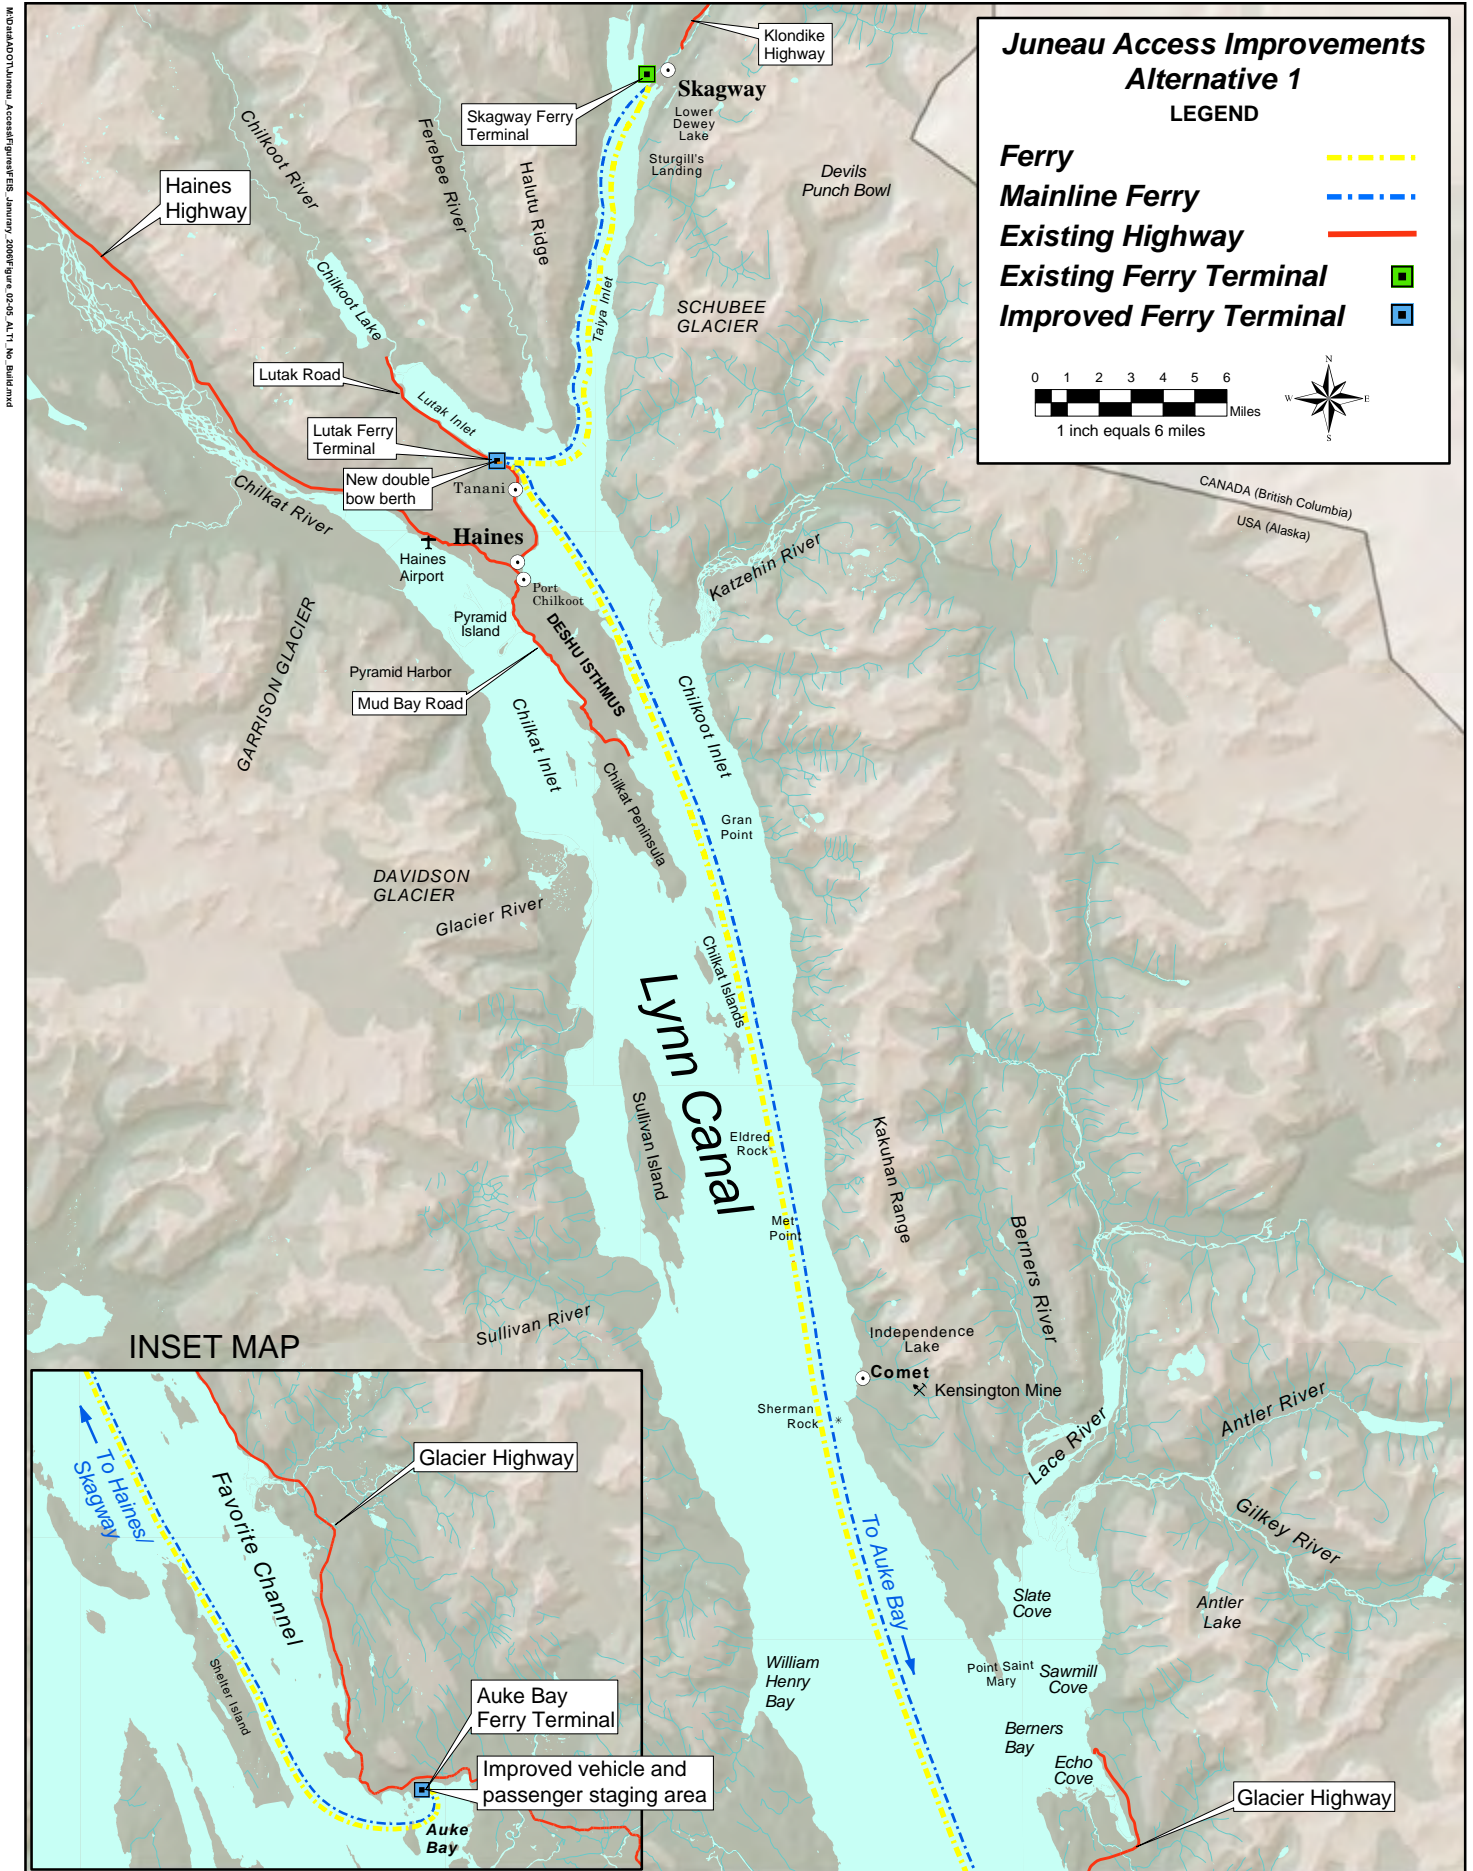 M:\Data\ADOT\Juneau_Access\Figures\FEIS_Janurary_2006\Figure_02-05_ALT1_No_Build.mxd
Juneau Access Improvements
Alternative 1
LEGEND
Ferry
Mainline Ferry
Existing Highway
Existing Ferry Terminal
Improved Ferry Terminal
0 1 2 3 4 5 6
Miles
1 inch equals 6 miles
N
W
E
S
Klondike
Highway
Skagway
Skagway Ferry
Terminal
Lower
Dewey
Lake
Sturgill's
Landing
Devils
Punch Bowl
Chilkoot River
Ferebee River
Halutu Ridge
Haines
Highway
Chilkoot Lake
Taiya Inlet
SCHUBEE
GLACIER
Lutak Road
Lutak Inlet
Lutak Ferry
Terminal
New double
bow berth
Tanani
Chilkat River
Haines
Haines
Airport
Port
Chilkoot
Katzehin River
CANADA (British Columbia)
USA (Alaska)
Pyramid
Island
DESHU ISTHMUS
GARRISON GLACIER
Pyramid Harbor
Mud Bay Road
Chilkat Inlet
Chilkoot Inlet
Chilkat Peninsula
Gran
Point
DAVIDSON
GLACIER
Glacier River
Chilkat Islands
Lynn Canal
Sullivan Island
Eldred
Rock
Kakuhan Range
Met
Point
Berners River
Sullivan River
Independence
Lake
Comet
Kensington Mine
Sherman
Rock
Lace River
Antler River
Gilkey River
To Auke Bay
Slate
Cove
Antler
Lake
William
Henry
Bay
Point Saint
Mary
Sawmill
Cove
Berners
Bay
Echo
Cove
Glacier Highway
INSET MAP
Glacier Highway
To Haines/
Skagway
Favorite Channel
Shelter Island
Auke Bay
Ferry Terminal
Improved vehicle and
passenger staging area
Auke
Bay